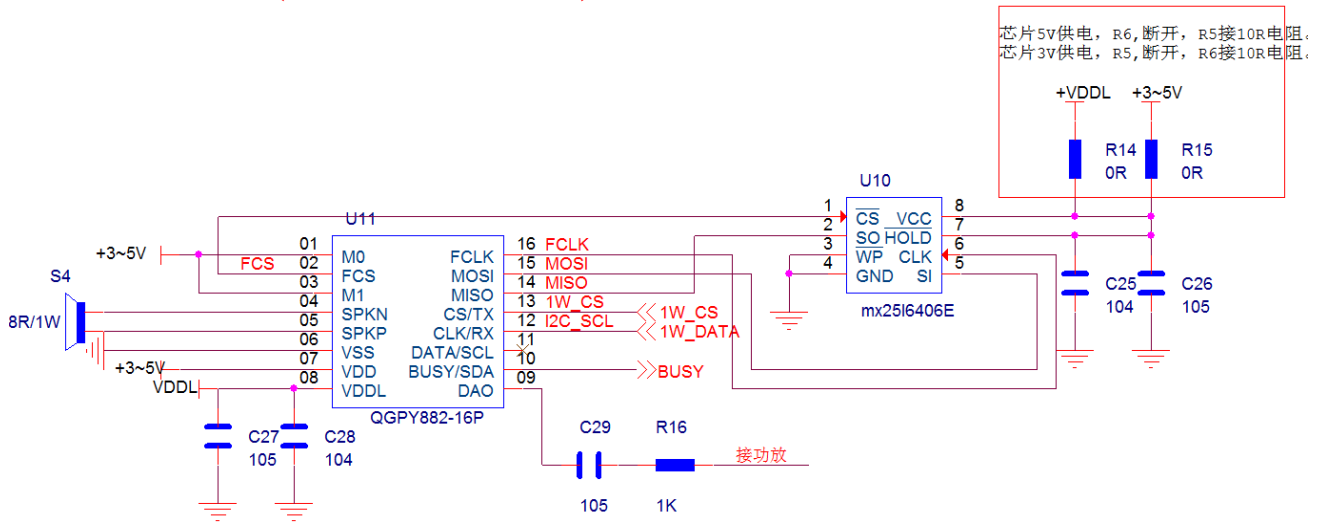 芯片5V供电，R6,断开，R5接10R电阻。
芯片3V供电，R5,断开，R6接10R电阻。
+VDDL
+3~5V
R14
0R
R15
0R
U10
1
2
3
4
CS
SO
WP
GND
VCC
HOLD
CLK
SI
8
7
6
5
mx25l6406E
C25
104
C26
105
U11
+3~5V
FCS
S4
8R/1W
+3~5V
VDDL
01
02
03
04
05
06
07
08
M0
FCS
M1
SPKN
SPKP
VSS
VDD
VDDL
FCLK
MOSI
MISO
CS/TX
CLK/RX
DATA/SCL
BUSY/SDA
DAO
16
15
14
13
12
11
10
09
FCLK
MOSI
MISO
1W_CS
I2C_SCL
1W_CS
1W_DATA
BUSY
QGPY882-16P
C27
105
C28
104
C29
105
R16
1K
接功放